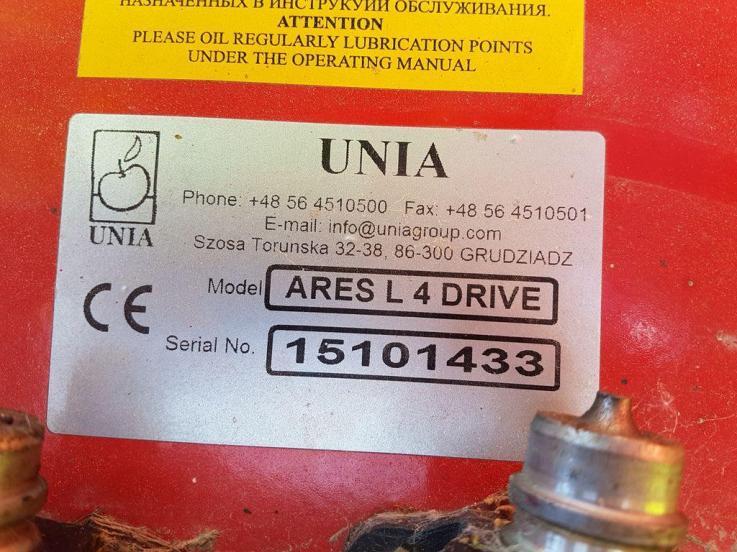 НАЗНАЧЕННЫХ В ИНСТРУКУИИ ОБСЛУЖИВАНИЯ.
ATTENTION
PLEASE OIL REGULARLY LUBRICATION POINTS
UNDER THE OPERATING MANUAL
UNIA
UNIA
Phone: +48 56 4510500 Fax: +48 56 4510501
E-mail: info@uniagroup.com
Szosa Torunska 32-38, 86-300 GRUDZIADZ
Model ARES L 4 DRIVE
CE
Serial No. 15101433